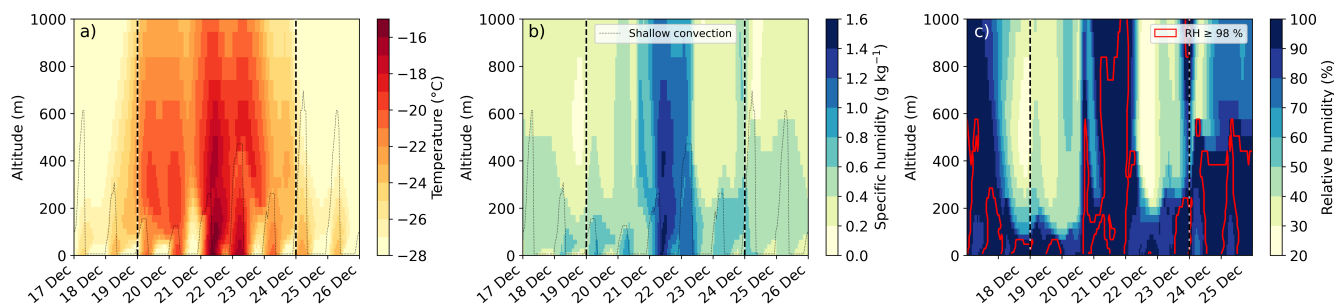 a)
1000
800
600
400
200
0
Altitude (m)
17 Dec
18 Dec
19 Dec
20 Dec
21 Dec
22 Dec
23 Dec
24 Dec
25 Dec
26 Dec
−16
−18
−20
−22
−24
−26
−28
Temperature (°C)
b)
Shallow convection
1000
800
600
400
200
0
Altitude (m)
17 Dec
18 Dec
19 Dec
20 Dec
21 Dec
22 Dec
23 Dec
24 Dec
25 Dec
26 Dec
1.6
1.4
1.2
1.0
0.8
0.6
0.4
0.2
0.0
Specific humidity (g kg⁻¹)
c)
RH ≥ 98 %
1000
800
600
400
200
0
Altitude (m)
18 Dec
19 Dec
20 Dec
21 Dec
22 Dec
23 Dec
24 Dec
25 Dec
100
90
80
70
60
50
40
30
20
Relative humidity (%)